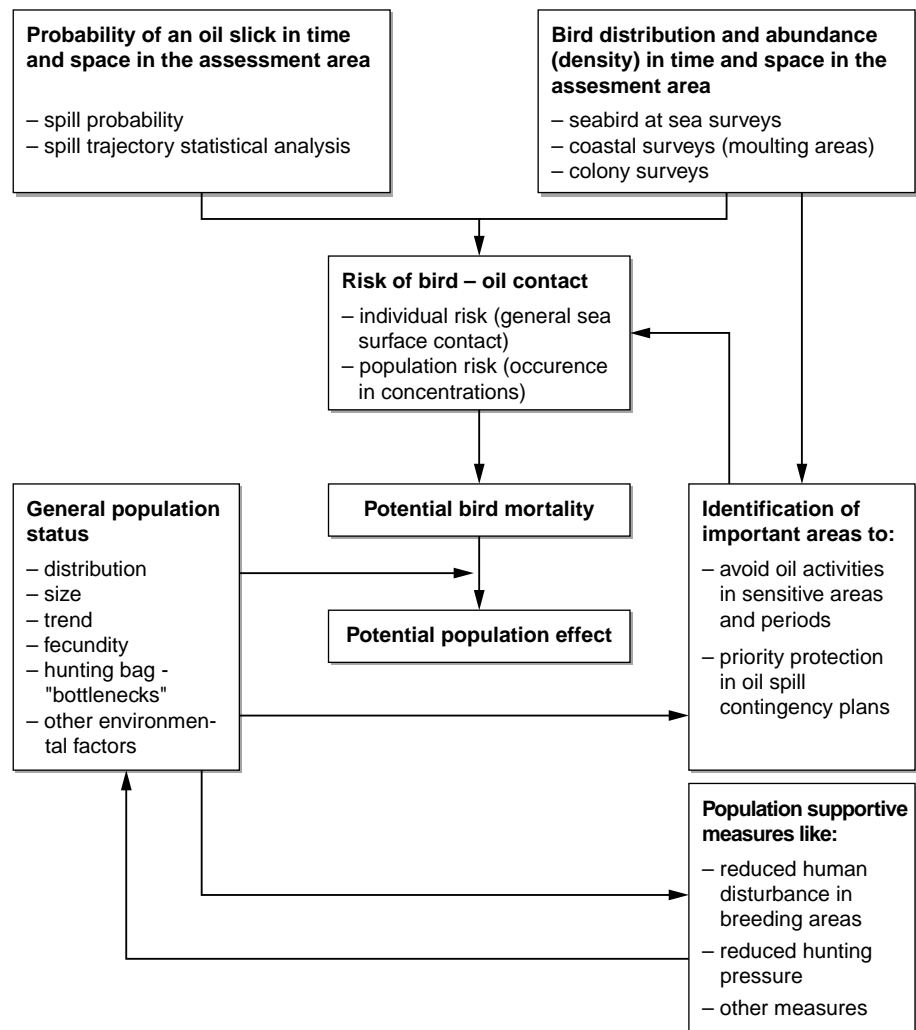 Probability of an oil slick in time
and space in the assessment area
– spill probability
– spill trajectory statistical analysis
Bird distribution and abundance
(density) in time and space in the
assesment area
– seabird at sea surveys
– coastal surveys (moulting areas)
– colony surveys
Risk of bird – oil contact
– individual risk (general sea
surface contact)
– population risk (occurence
in concentrations)
Potential bird mortality
Potential population effect
General population
status
– distribution
– size
– trend
– fecundity
– hunting bag -
"bottlenecks"
– other environmen-
tal factors
Identification of
important areas to:
– avoid oil activities
in sensitive areas
and periods
– priority protection
in oil spill
contingency plans
Population supportive
measures like:
– reduced human
disturbance in
breeding areas
– reduced hunting
pressure
– other measures